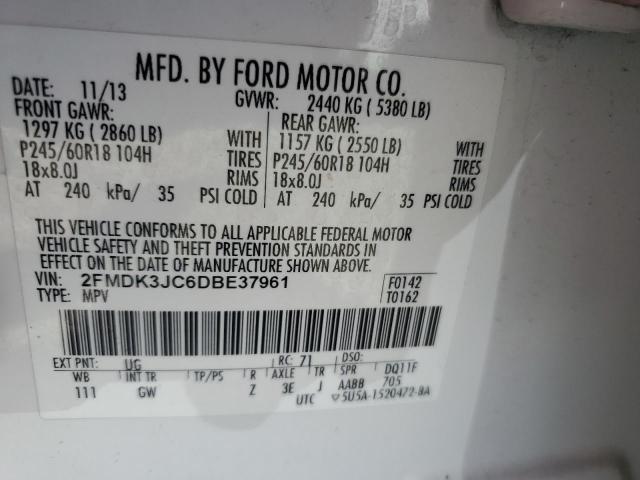 MFD. BY FORD MOTOR CO.
DATE: 11/13 GVWR: 2440 KG ( 5380 LB)
FRONT GAWR: REAR GAWR:
1297 KG ( 2860 LB) WITH 1157 KG ( 2550 LB) WITH
P245/60R18 104H TIRES P245/60R18 104H TIRES
18x8.0J RIMS 18x8.0J RIMS
AT 240 kPa/ 35 PSI COLD AT 240 kPa/ 35 PSI COLD
THIS VEHICLE CONFORMS TO ALL APPLICABLE FEDERAL MOTOR
VEHICLE SAFETY AND THEFT PREVENTION STANDARDS IN
EFFECT ON THE DATE OF MANUFACTURE SHOWN ABOVE.
VIN: 2FMDK3JC6DBE37961 F0142
TYPE: MPV T0162
EXT PNT: UG RC: 71 DSO:
WB INT TR TP/PS R AXLE TR SPR DQ11F
111 GW Z 3E J AABB 705
UTC 5U5A-1520472-BA